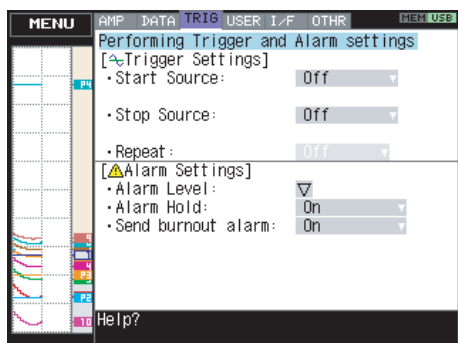 MENU AMP DATA TRIG USER I/F OTHR MEM USB
Performing Trigger and Alarm settings
[Trigger Settings]
・Start Source: Off
P4
・Stop Source: Off
・Repeat: Off
[Alarm Settings]
・Alarm Level:
・Alarm Hold: On
・Send burnout alarm: On
P3
P2
10
Help?